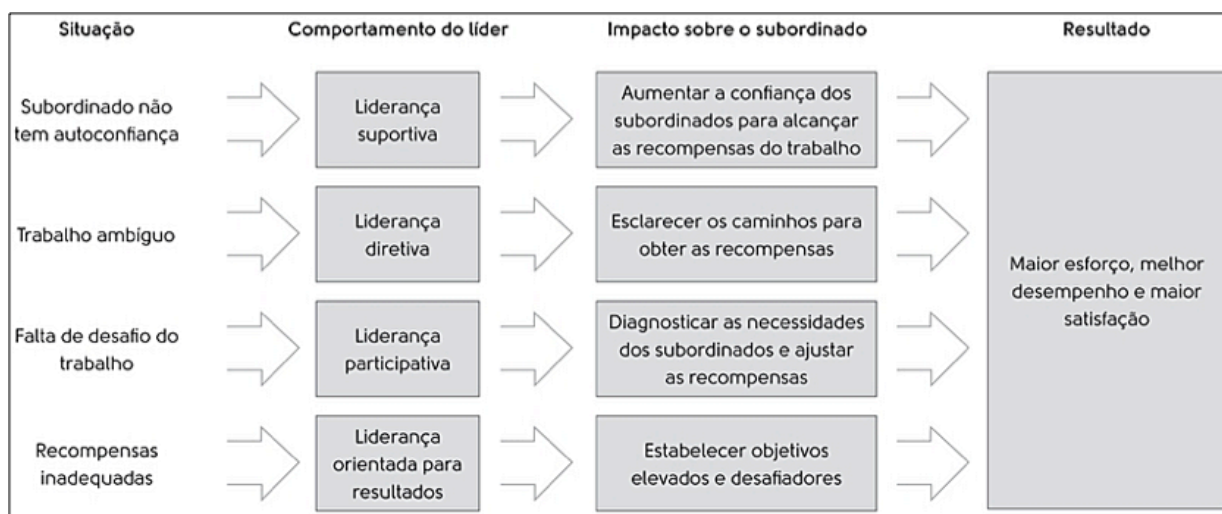 Situação
Comportamento do líder
Impacto sobre o subordinado
Resultado
Subordinado não
tem autoconfiança
Liderança
suportiva
Aumentar a confiança dos
subordinados para alcançar
as recompensas do trabalho
Trabalho ambíguo
Liderança
diretiva
Esclarecer os caminhos para
obter as recompensas
Falta de desafio do
trabalho
Liderança
participativa
Diagnosticar as necessidades
dos subordinados e ajustar
as recompensas
Recompensas
inadequadas
Liderança
orientada para
resultados
Estabelecer objetivos
elevados e desafiadores
Maior esforço, melhor
desempenho e maior
satisfação